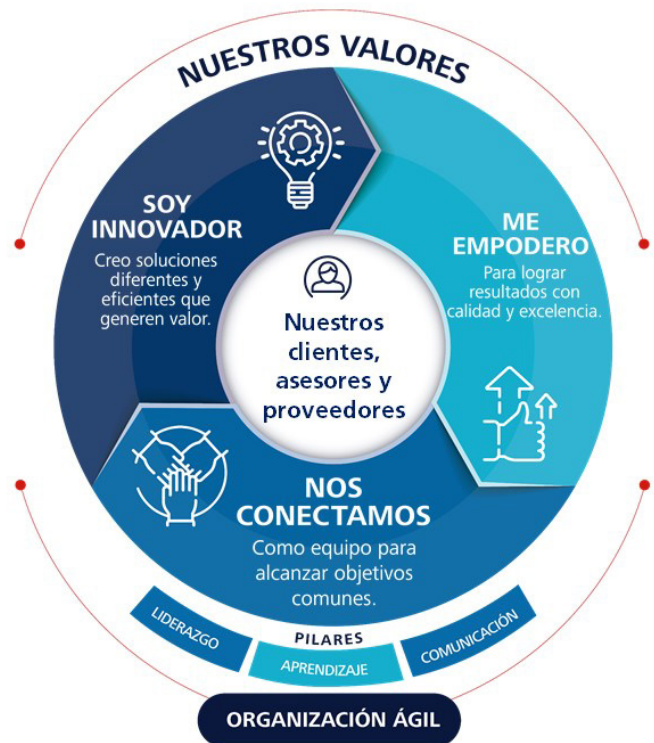 NUESTROS VALORES
SOY
INNOVADOR
Creo soluciones
diferentes y
eficientes que
generen valor.
ME
EMPODERO
Para lograr
resultados con
calidad y excelencia.
Nuestros
clientes,
asesores y
proveedores
NOS
CONECTAMOS
Como equipo para
alcanzar objetivos
comunes.
PILARES
LIDERAZGO
APRENDIZAJE
COMUNICACIÓN
ORGANIZACIÓN ÁGIL